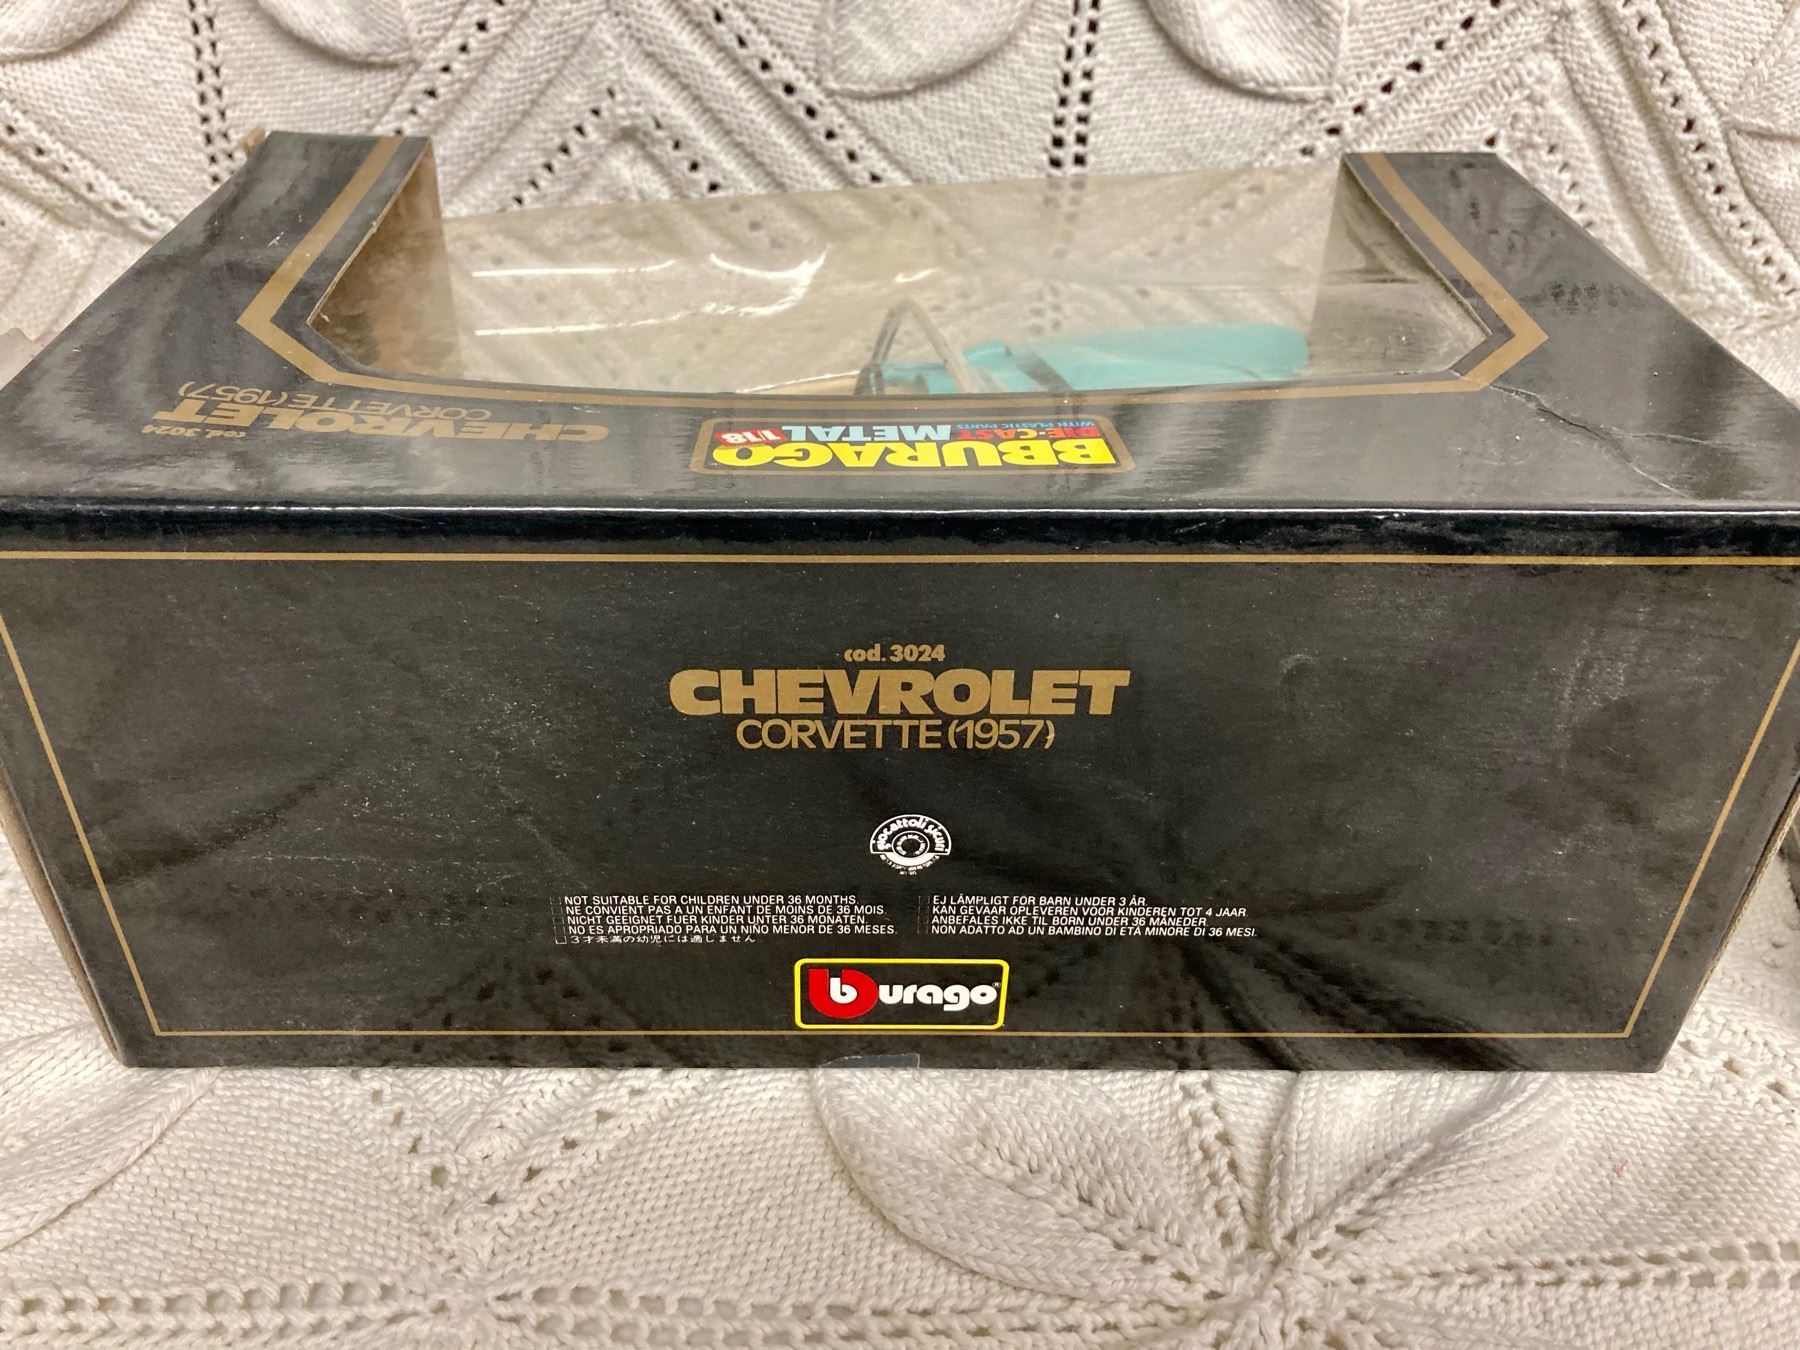 cod. 3024
CHEVROLET
CORVETTE (1957)
BBURAGO
DIE-CAST METAL 1/18
WITH PLASTIC PARTS
cod. 3024
CHEVROLET
CORVETTE (1957)
giocattoli sicuri
NOT SUITABLE FOR CHILDREN UNDER 36 MONTHS.
NE CONVIENT PAS A UN ENFANT DE MOINS DE 36 MOIS.
NICHT GEEIGNET FUER KINDER UNTER 36 MONATEN.
NO ES APROPRIADO PARA UN NIÑO MENOR DE 36 MESES.
3才未満の幼児には適しません
EJ LÄMPLIGT FÖR BARN UNDER 3 ÅR.
KAN GEVAAR OPLEVEREN VOOR KINDEREN TOT 4 JAAR.
ANBEFALES IKKE TIL BORN UNDER 36 MÅNEDER.
NON ADATTO AD UN BAMBINO DI ETÀ MINORE DI 36 MESI.
burago®